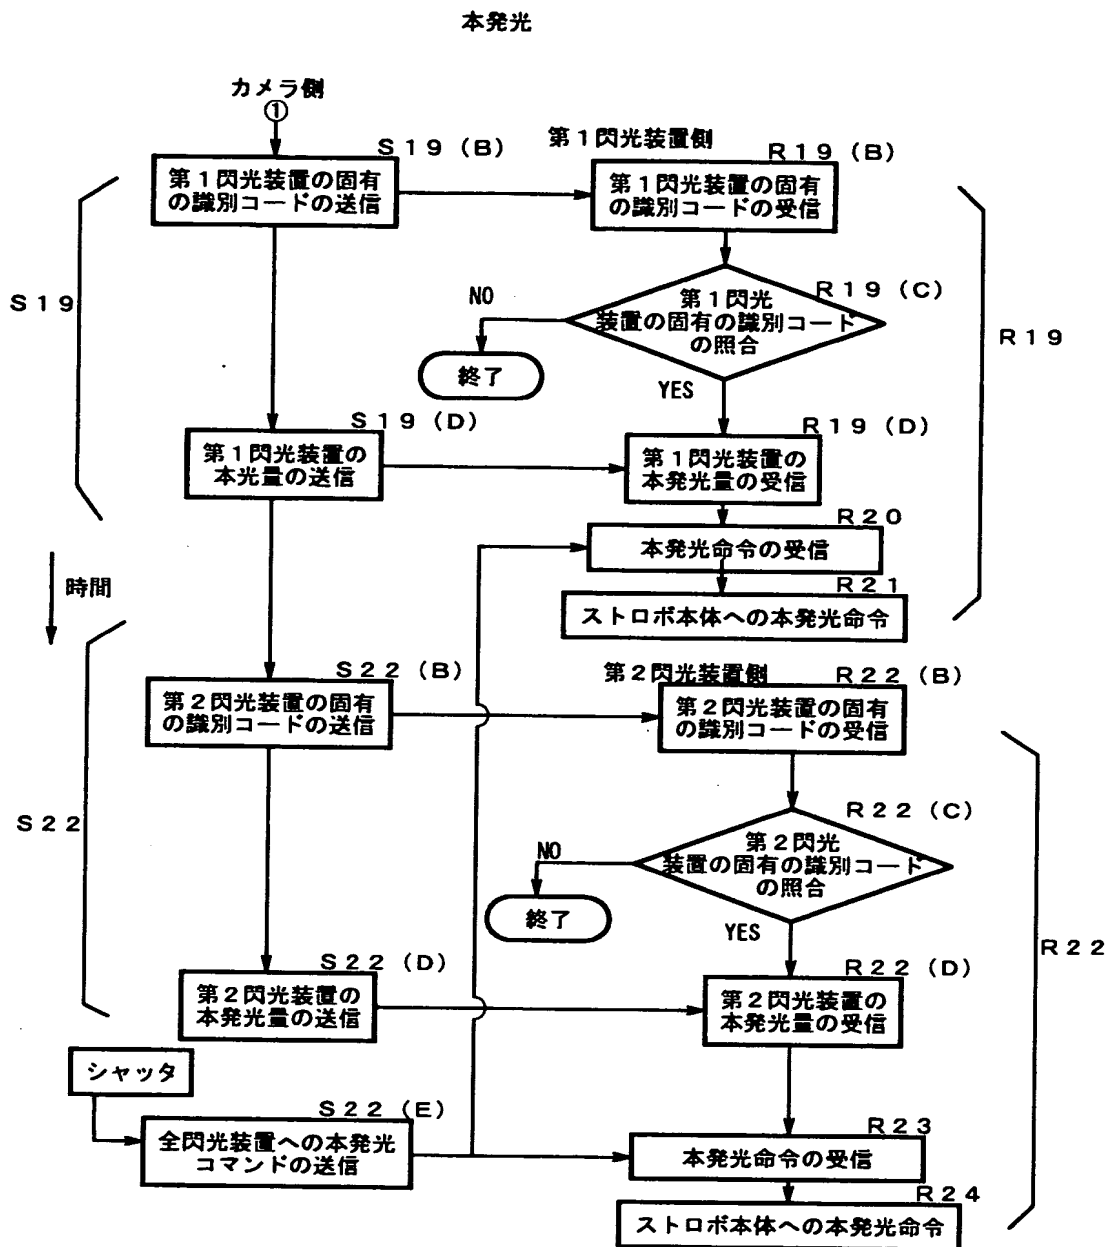 本発光
カメラ側
①
S19(B)
第1閃光装置の固有
の識別コードの送信
第1閃光装置側
R19(B)
第1閃光装置の固有
の識別コードの受信
S19
R19(C)
第1閃光
装置の固有の識別コード
の照合
NO
終了
YES
R19
S19(D)
第1閃光装置の
本光量の送信
R19(D)
第1閃光装置の
本発光量の受信
R20
本発光命令の受信
R21
ストロボ本体への本発光命令
時間
S22(B)
第2閃光装置の固有
の識別コードの送信
第2閃光装置側
R22(B)
第2閃光装置の固有
の識別コードの受信
S22
R22(C)
第2閃光
装置の固有の識別コード
の照合
NO
終了
YES
R22
S22(D)
第2閃光装置の
本発光量の送信
R22(D)
第2閃光装置の
本発光量の受信
シャッタ
S22(E)
全閃光装置への本発光
コマンドの送信
R23
本発光命令の受信
R24
ストロボ本体への本発光命令